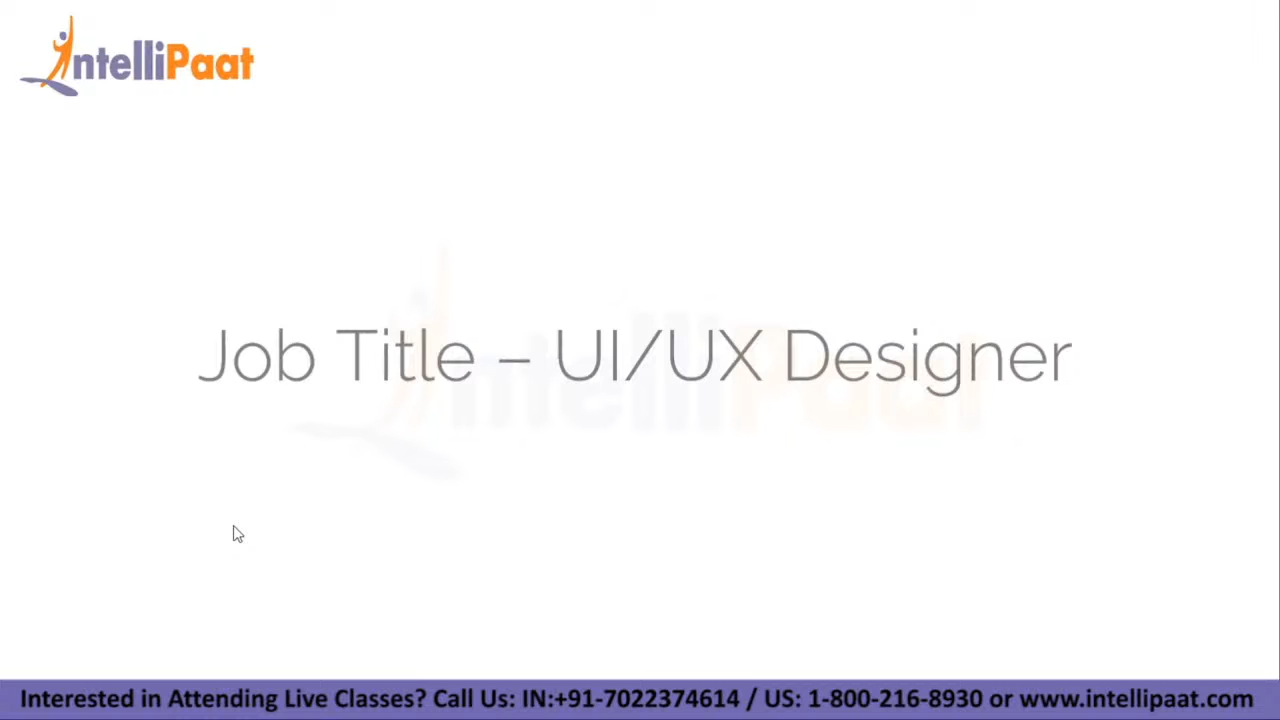 IntelliPaat
Job Title – UI/UX Designer
IntelliPaat
Interested in Attending Live Classes? Call Us: IN:+91-7022374614 / US: 1-800-216-8930 or www.intellipaat.com